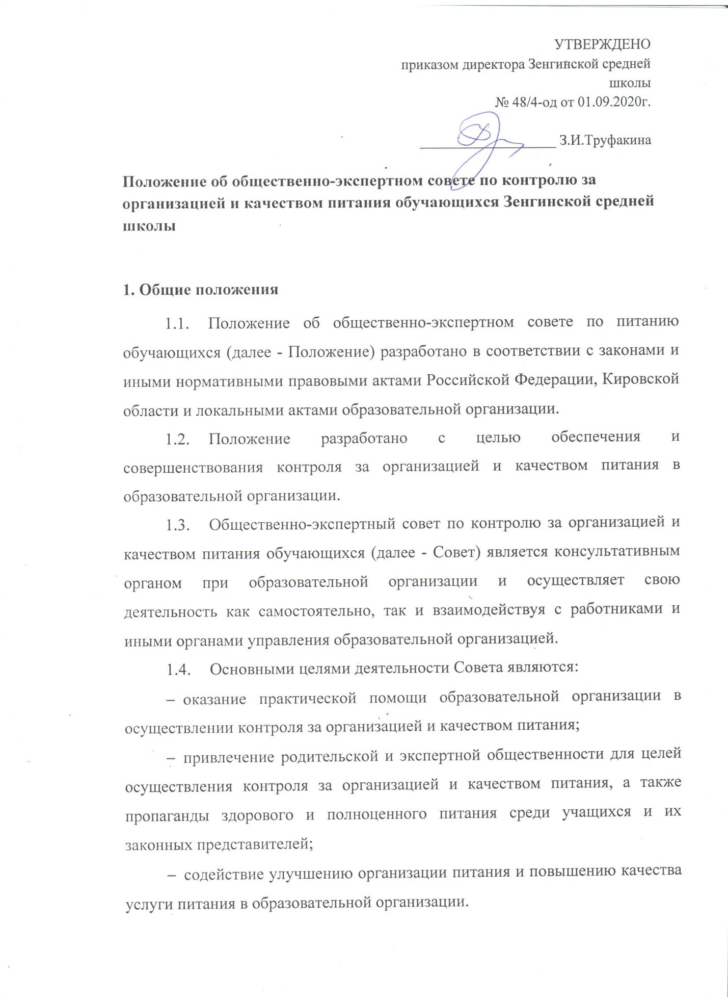 УТВЕРЖДЕНО
приказом директора Зенгинской средней
школы
№ 48/4-од от 01.09.2020г.
___________________ З.И.Труфакина
Положение об общественно-экспертном совете по контролю за
организацией и качеством питания обучающихся Зенгинской средней
школы
1. Общие положения
1.1. Положение об общественно-экспертном совете по питанию
обучающихся (далее - Положение) разработано в соответствии с законами и
иными нормативными правовыми актами Российской Федерации, Кировской
области и локальными актами образовательной организации.
1.2. Положение разработано с целью обеспечения и
совершенствования контроля за организацией и качеством питания в
образовательной организации.
1.3. Общественно-экспертный совет по контролю за организацией и
качеством питания обучающихся (далее - Совет) является консультативным
органом при образовательной организации и осуществляет свою
деятельность как самостоятельно, так и взаимодействуя с работниками и
иными органами управления образовательной организацией.
1.4. Основными целями деятельности Совета являются:
– оказание практической помощи образовательной организации в
осуществлении контроля за организацией и качеством питания;
– привлечение родительской и экспертной общественности для целей
осуществления контроля за организацией и качеством питания, а также
пропаганды здорового и полноценного питания среди учащихся и их
законных представителей;
– содействие улучшению организации питания и повышению качества
услуги питания в образовательной организации.